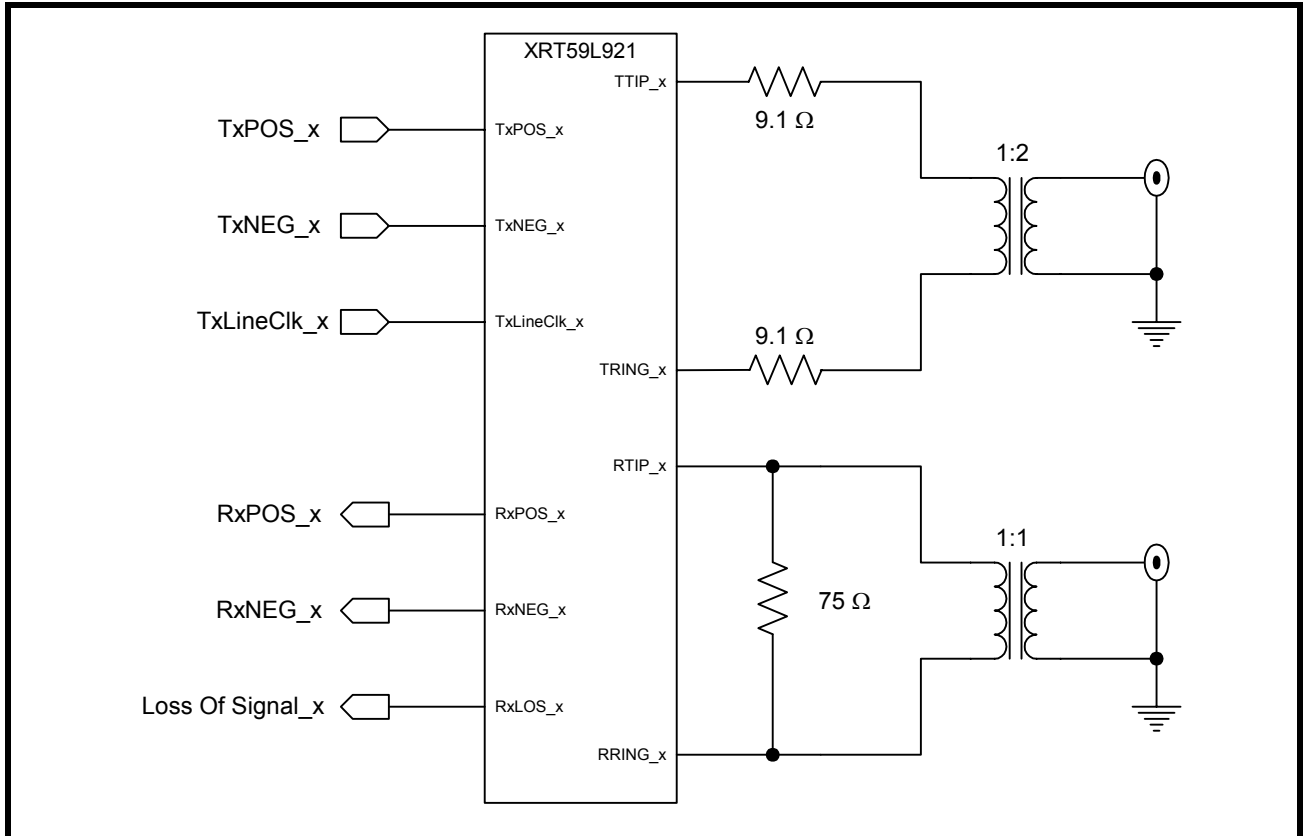 XRT59L921
TTIP_x
9.1 Ω
1:2
TxPOS_x
TxPOS_x
TxNEG_x
TxNEG_x
TxLineClk_x
TxLineClk_x
9.1 Ω
TRING_x
RTIP_x
RxPOS_x
RxPOS_x
1:1
75 Ω
RxNEG_x
RxNEG_x
Loss Of Signal_x
RxLOS_x
RRING_x